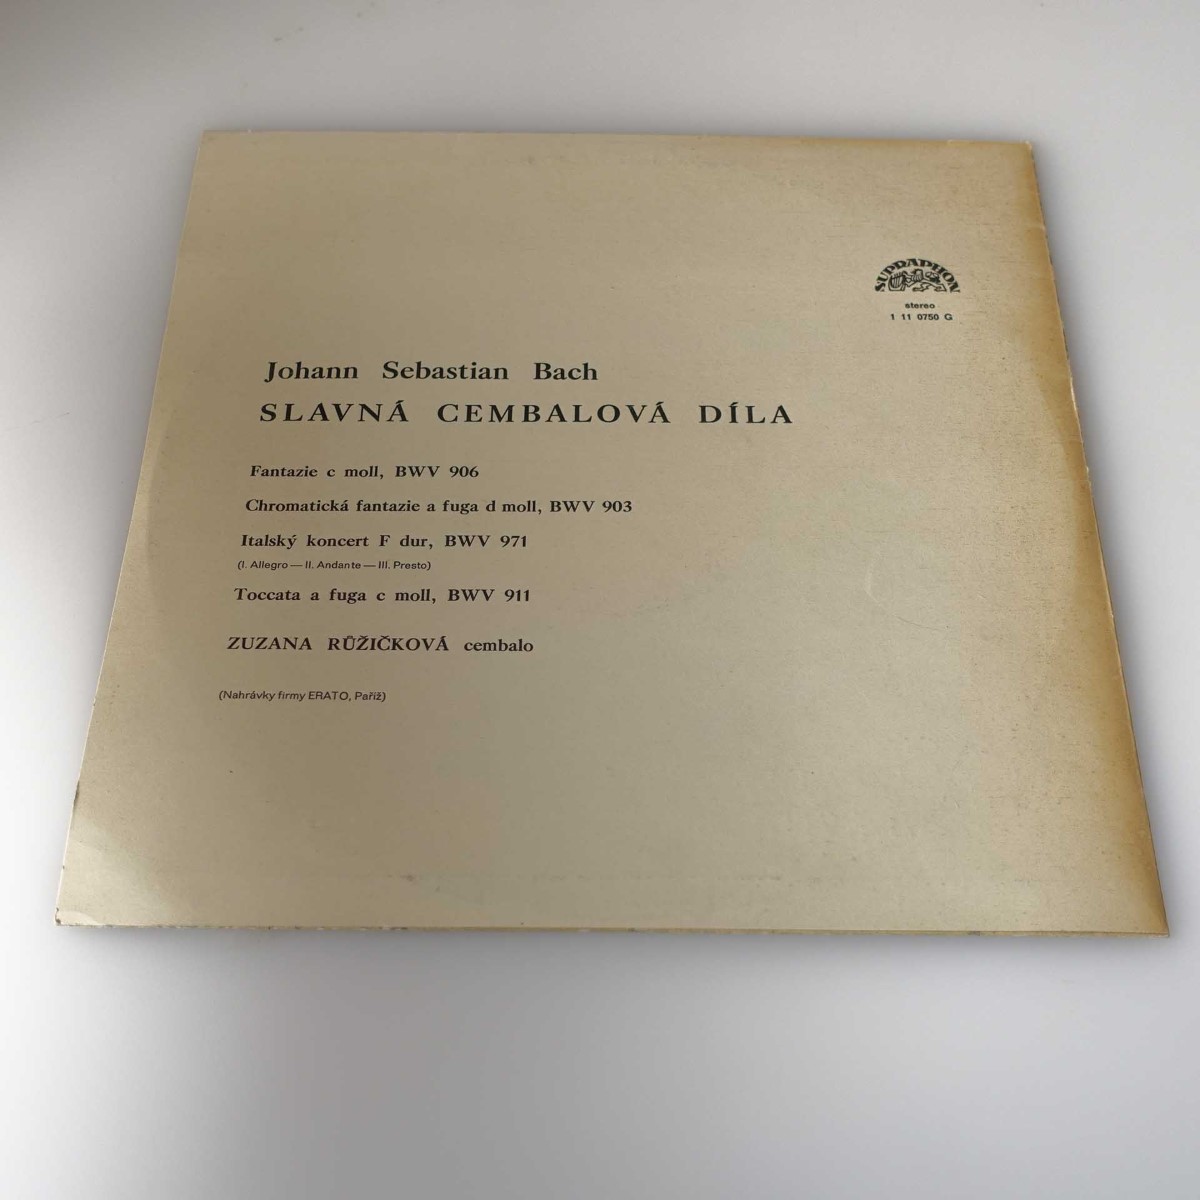 SUPRAPHON
stereo
1 11 0750 G
Johann Sebastian Bach
SLAVNÁ CEMBALOVÁ DÍLA
Fantazie c moll, BWV 906
Chromatická fantazie a fuga d moll, BWV 903
Italský koncert F dur, BWV 971
(I. Allegro — II. Andante — III. Presto)
Toccata a fuga c moll, BWV 911
ZUZANA RŮŽIČKOVÁ cembalo
(Nahrávky firmy ERATO, Paříž)